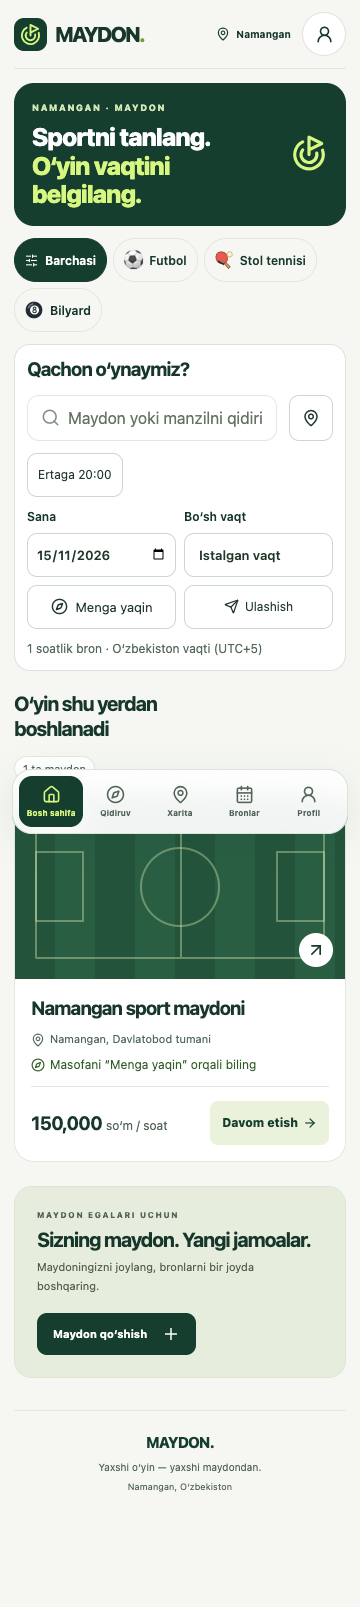 MAYDON.
Namangan
NAMANGAN · MAYDON
Sportni tanlang.
O‘yin vaqtini
belgilang.
Barchasi
Futbol
Stol tennisi
Bilyard
Qachon o‘ynaymiz?
Maydon yoki manzilni qidiri
Ertaga 20:00
Sana
Bo‘sh vaqt
15/11/2026
Istalgan vaqt
Menga yaqin
Ulashish
1 soatlik bron · O‘zbekiston vaqti (UTC+5)
O‘yin shu yerdan
boshlanadi
1 ta maydon
Bosh sahifa
Qidiruv
Xarita
Bronlar
Profil
Namangan sport maydoni
Namangan, Davlatobod tumani
Masofani “Menga yaqin” orqali biling
150,000 so‘m / soat
Davom etish
MAYDON EGALARI UCHUN
Sizning maydon. Yangi jamoalar.
Maydoningizni joylang, bronlarni bir joyda
boshqaring.
Maydon qo‘shish
MAYDON.
Yaxshi o‘yin — yaxshi maydondan.
Namangan, O‘zbekiston